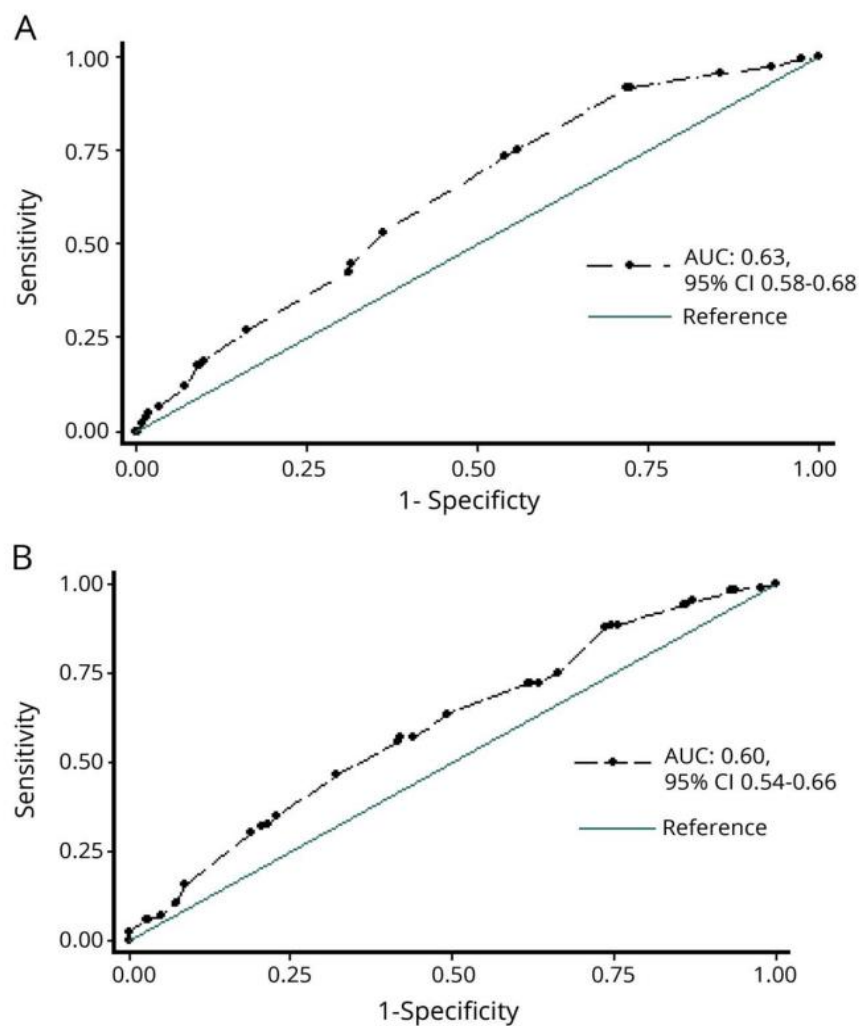 A
1.00
0.75
0.50
0.25
0.00
Sensitivity
AUC: 0.63,
95% CI 0.58-0.68
Reference
0.00 0.25 0.50 0.75 1.00
1- Specificty
B
1.00
0.75
0.50
0.25
0.00
Sensitivity
AUC: 0.60,
95% CI 0.54-0.66
Reference
0.00 0.25 0.50 0.75 1.00
1-Specificity